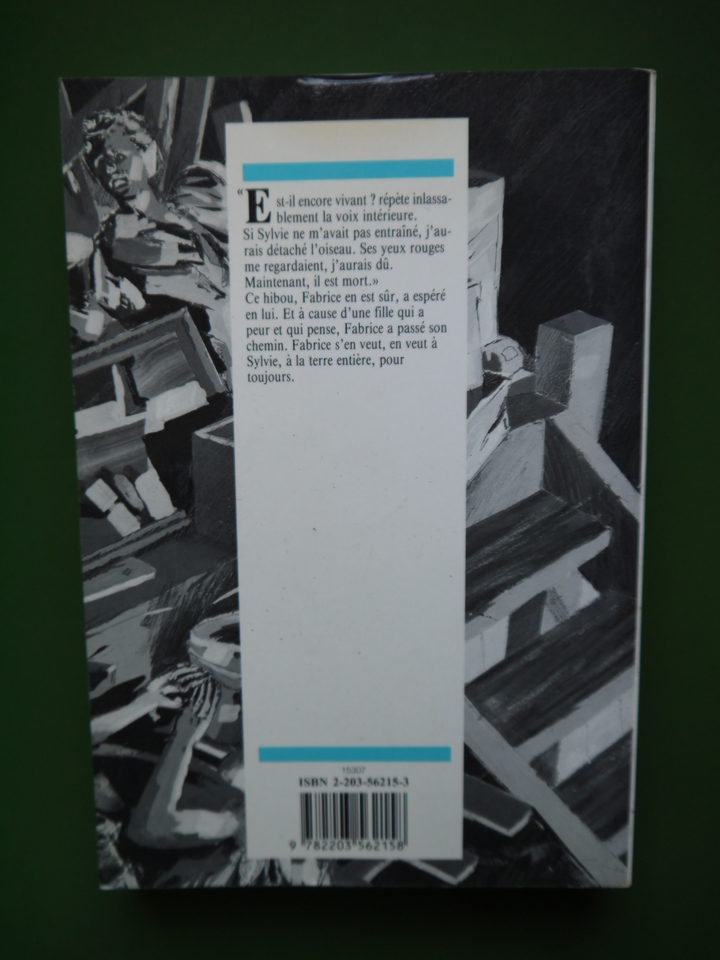 “Est-il encore vivant ? répète inlassa-
blement la voix intérieure.
Si Sylvie ne m’avait pas entraîné, j’au-
rais détaché l’oiseau. Ses yeux rouges
me regardaient, j’aurais dû.
Maintenant, il est mort.»
Ce hibou, Fabrice en est sûr, a espéré
en lui. Et à cause d’une fille qui a
peur et qui pense, Fabrice a passé son
chemin. Fabrice s’en veut, en veut à
Sylvie, à la terre entière, pour
toujours.
15307
ISBN 2-203-56215-3
9 782203 562158